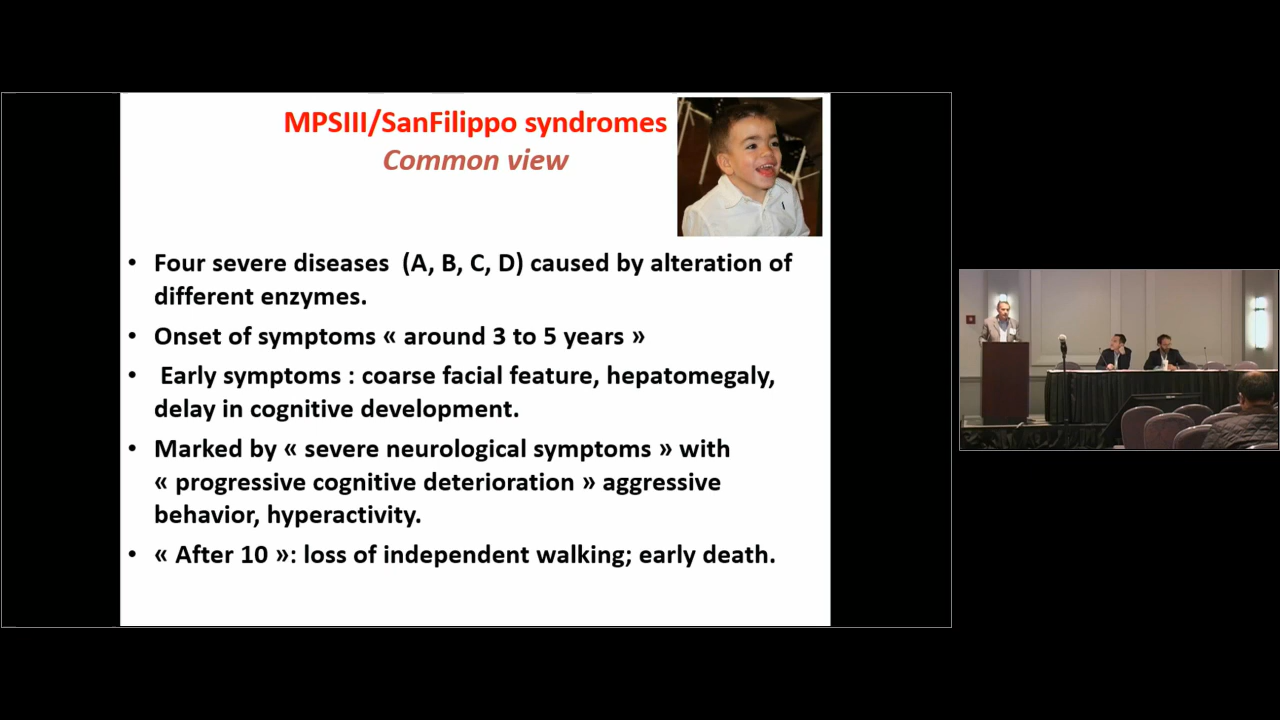 MPSIII/SanFilippo syndromes
Common view
• Four severe diseases (A, B, C, D) caused by alteration of
different enzymes.
• Onset of symptoms « around 3 to 5 years »
• Early symptoms : coarse facial feature, hepatomegaly,
delay in cognitive development.
• Marked by « severe neurological symptoms » with
« progressive cognitive deterioration » aggressive
behavior, hyperactivity.
• « After 10 »: loss of independent walking; early death.